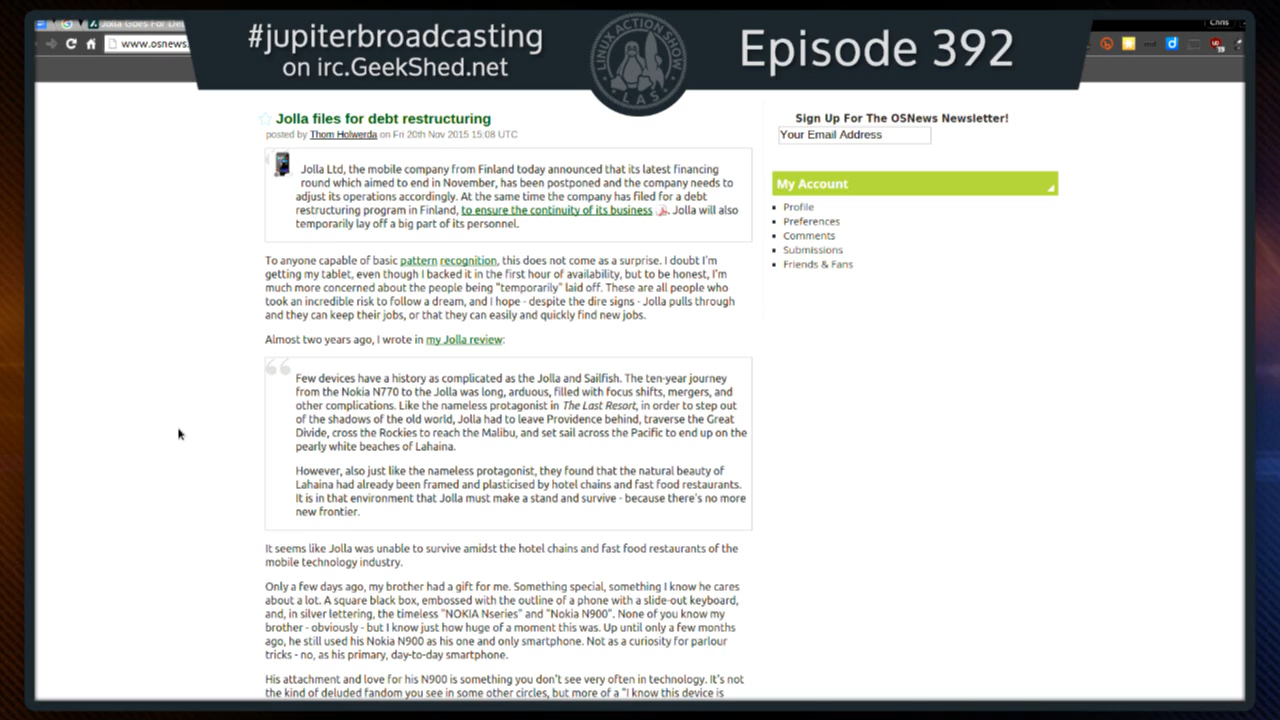 Jolla Goes For De
Chris
www.osnews.
#jupiterbroadcasting
on irc.GeekShed.net
LINUX ACTION SHOW
LAS
Episode 392
Jolla files for debt restructuring
posted by Thom Holwerda on Fri 20th Nov 2015 15:08 UTC
Jolla Ltd, the mobile company from Finland today announced that its latest financing
round which aimed to end in November, has been postponed and the company needs to
adjust its operations accordingly. At the same time the company has filed for a debt
restructuring program in Finland, to ensure the continuity of its business . Jolla will also
temporarily lay off a big part of its personnel.
To anyone capable of basic pattern recognition, this does not come as a surprise. I doubt I'm
getting my tablet, even though I backed it in the first hour of availability, but to be honest, I'm
much more concerned about the people being "temporarily" laid off. These are all people who
took an incredible risk to follow a dream, and I hope - despite the dire signs - Jolla pulls through
and they can keep their jobs, or that they can easily and quickly find new jobs.
Almost two years ago, I wrote in my Jolla review:
Few devices have a history as complicated as the Jolla and Sailfish. The ten-year journey
from the Nokia N770 to the Jolla was long, arduous, filled with focus shifts, mergers, and
other complications. Like the nameless protagonist in The Last Resort, in order to step out
of the shadows of the old world, Jolla had to leave Providence behind, traverse the Great
Divide, cross the Rockies to reach the Malibu, and set sail across the Pacific to end up on the
pearly white beaches of Lahaina.
However, also just like the nameless protagonist, they found that the natural beauty of
Lahaina had already been framed and plasticised by hotel chains and fast food restaurants.
It is in that environment that Jolla must make a stand and survive - because there's no more
new frontier.
It seems like Jolla was unable to survive amidst the hotel chains and fast food restaurants of the
mobile technology industry.
Only a few days ago, my brother had a gift for me. Something special, something I know he cares
about a lot. A square black box, embossed with the outline of a phone with a slide-out keyboard,
and, in silver lettering, the timeless "NOKIA Nseries" and "Nokia N900". None of you know my
brother - obviously - but I know just how huge of a moment this was. Up until only a few months
ago, he still used his Nokia N900 as his one and only smartphone. Not as a curiosity for parlour
tricks - no, as his primary, day-to-day smartphone.
His attachment and love for his N900 is something you don't see very often in technology. It's not
the kind of deluded fandom you see in some other circles, but more of a "I know this device is
Sign Up For The OSNews Newsletter!
Your Email Address
My Account
Profile
Preferences
Comments
Submissions
Friends & Fans